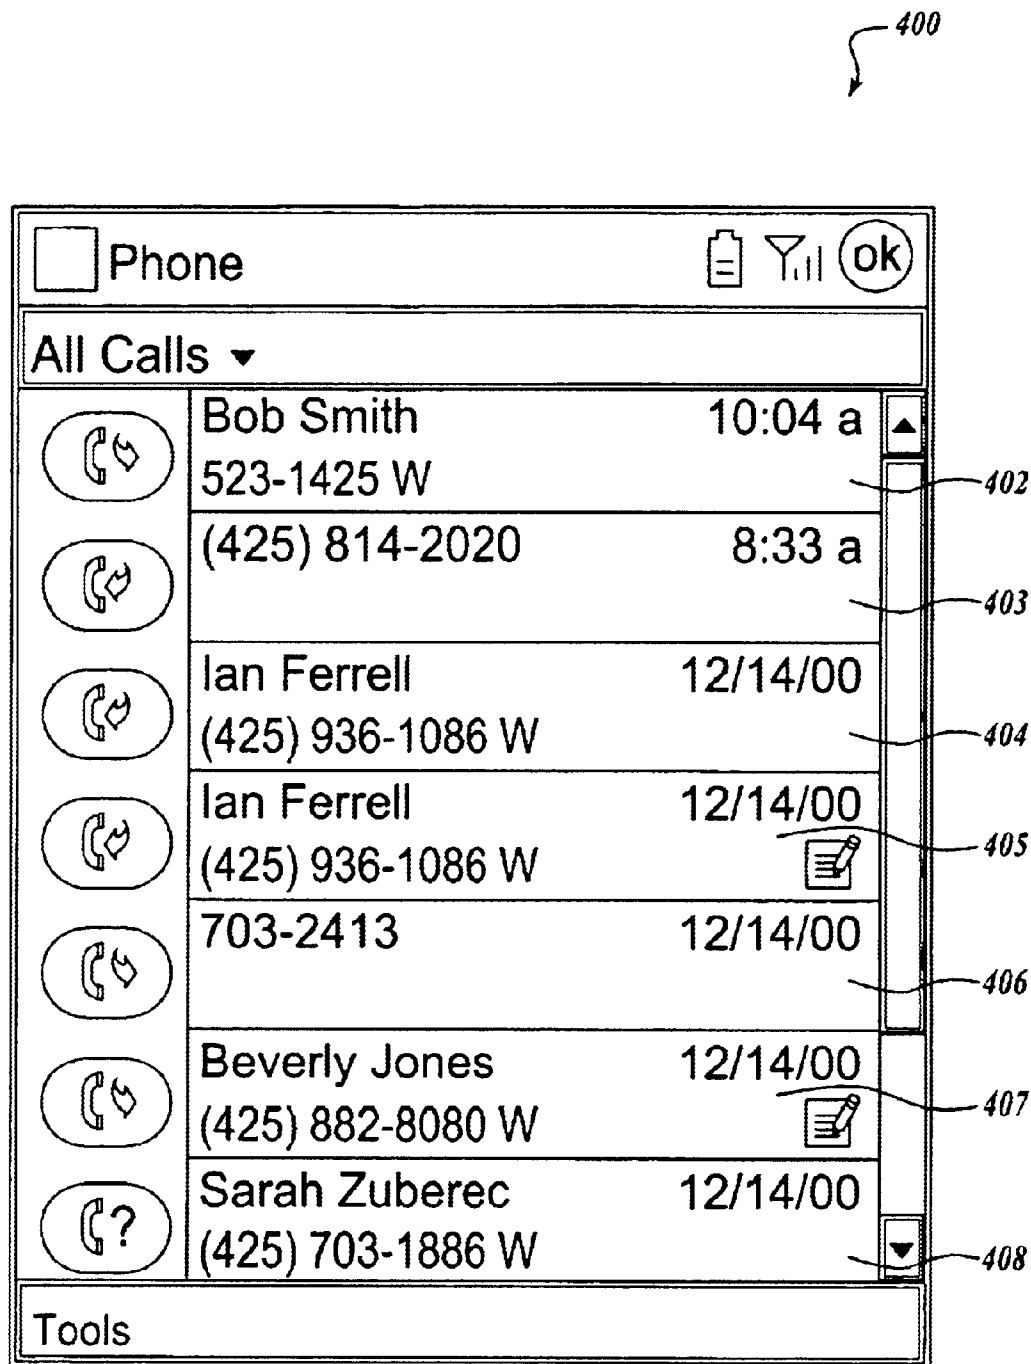 400
Phone ok
All Calls
Bob Smith 10:04 a
523-1425 W
402
(425) 814-2020 8:33 a
403
Ian Ferrell 12/14/00
(425) 936-1086 W
404
Ian Ferrell 12/14/00
(425) 936-1086 W
405
703-2413 12/14/00
406
Beverly Jones 12/14/00
(425) 882-8080 W
407
? Sarah Zuberec 12/14/00
(425) 703-1886 W
408
Tools